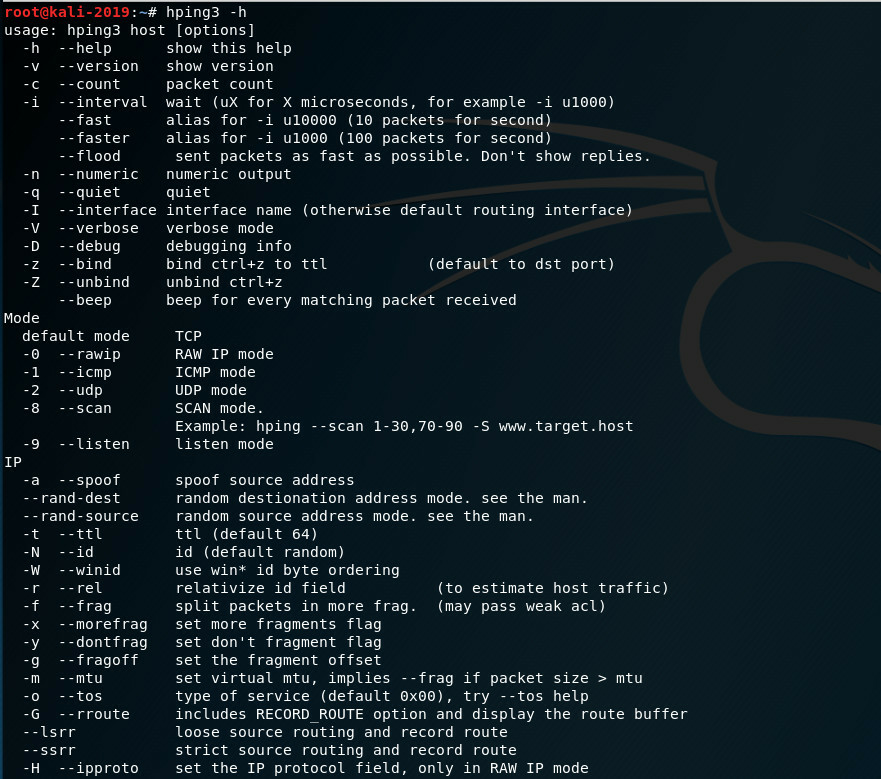 root@kali-2019:~# hping3 -h
usage: hping3 host [options]
  -h  --help      show this help
  -v  --version   show version
  -c  --count     packet count
  -i  --interval  wait (uX for X microseconds, for example -i u1000)
      --fast      alias for -i u10000 (10 packets for second)
      --faster    alias for -i u1000 (100 packets for second)
      --flood      sent packets as fast as possible. Don't show replies.
  -n  --numeric   numeric output
  -q  --quiet     quiet
  -I  --interface interface name (otherwise default routing interface)
  -V  --verbose   verbose mode
  -D  --debug     debugging info
  -z  --bind      bind ctrl+z to ttl           (default to dst port)
  -Z  --unbind    unbind ctrl+z
      --beep      beep for every matching packet received
Mode
  default mode     TCP
  -0  --rawip      RAW IP mode
  -1  --icmp       ICMP mode
  -2  --udp        UDP mode
  -8  --scan       SCAN mode.
                   Example: hping --scan 1-30,70-90 -S www.target.host
  -9  --listen     listen mode
IP
  -a  --spoof      spoof source address
  --rand-dest      random destionation address mode. see the man.
  --rand-source    random source address mode. see the man.
  -t  --ttl        ttl (default 64)
  -N  --id         id (default random)
  -W  --winid      use win* id byte ordering
  -r  --rel        relativize id field          (to estimate host traffic)
  -f  --frag       split packets in more frag.  (may pass weak acl)
  -x  --morefrag   set more fragments flag
  -y  --dontfrag   set don't fragment flag
  -g  --fragoff    set the fragment offset
  -m  --mtu        set virtual mtu, implies --frag if packet size > mtu
  -o  --tos        type of service (default 0x00), try --tos help
  -G  --rroute     includes RECORD_ROUTE option and display the route buffer
  --lsrr           loose source routing and record route
  --ssrr           strict source routing and record route
  -H  --ipproto    set the IP protocol field, only in RAW IP mode